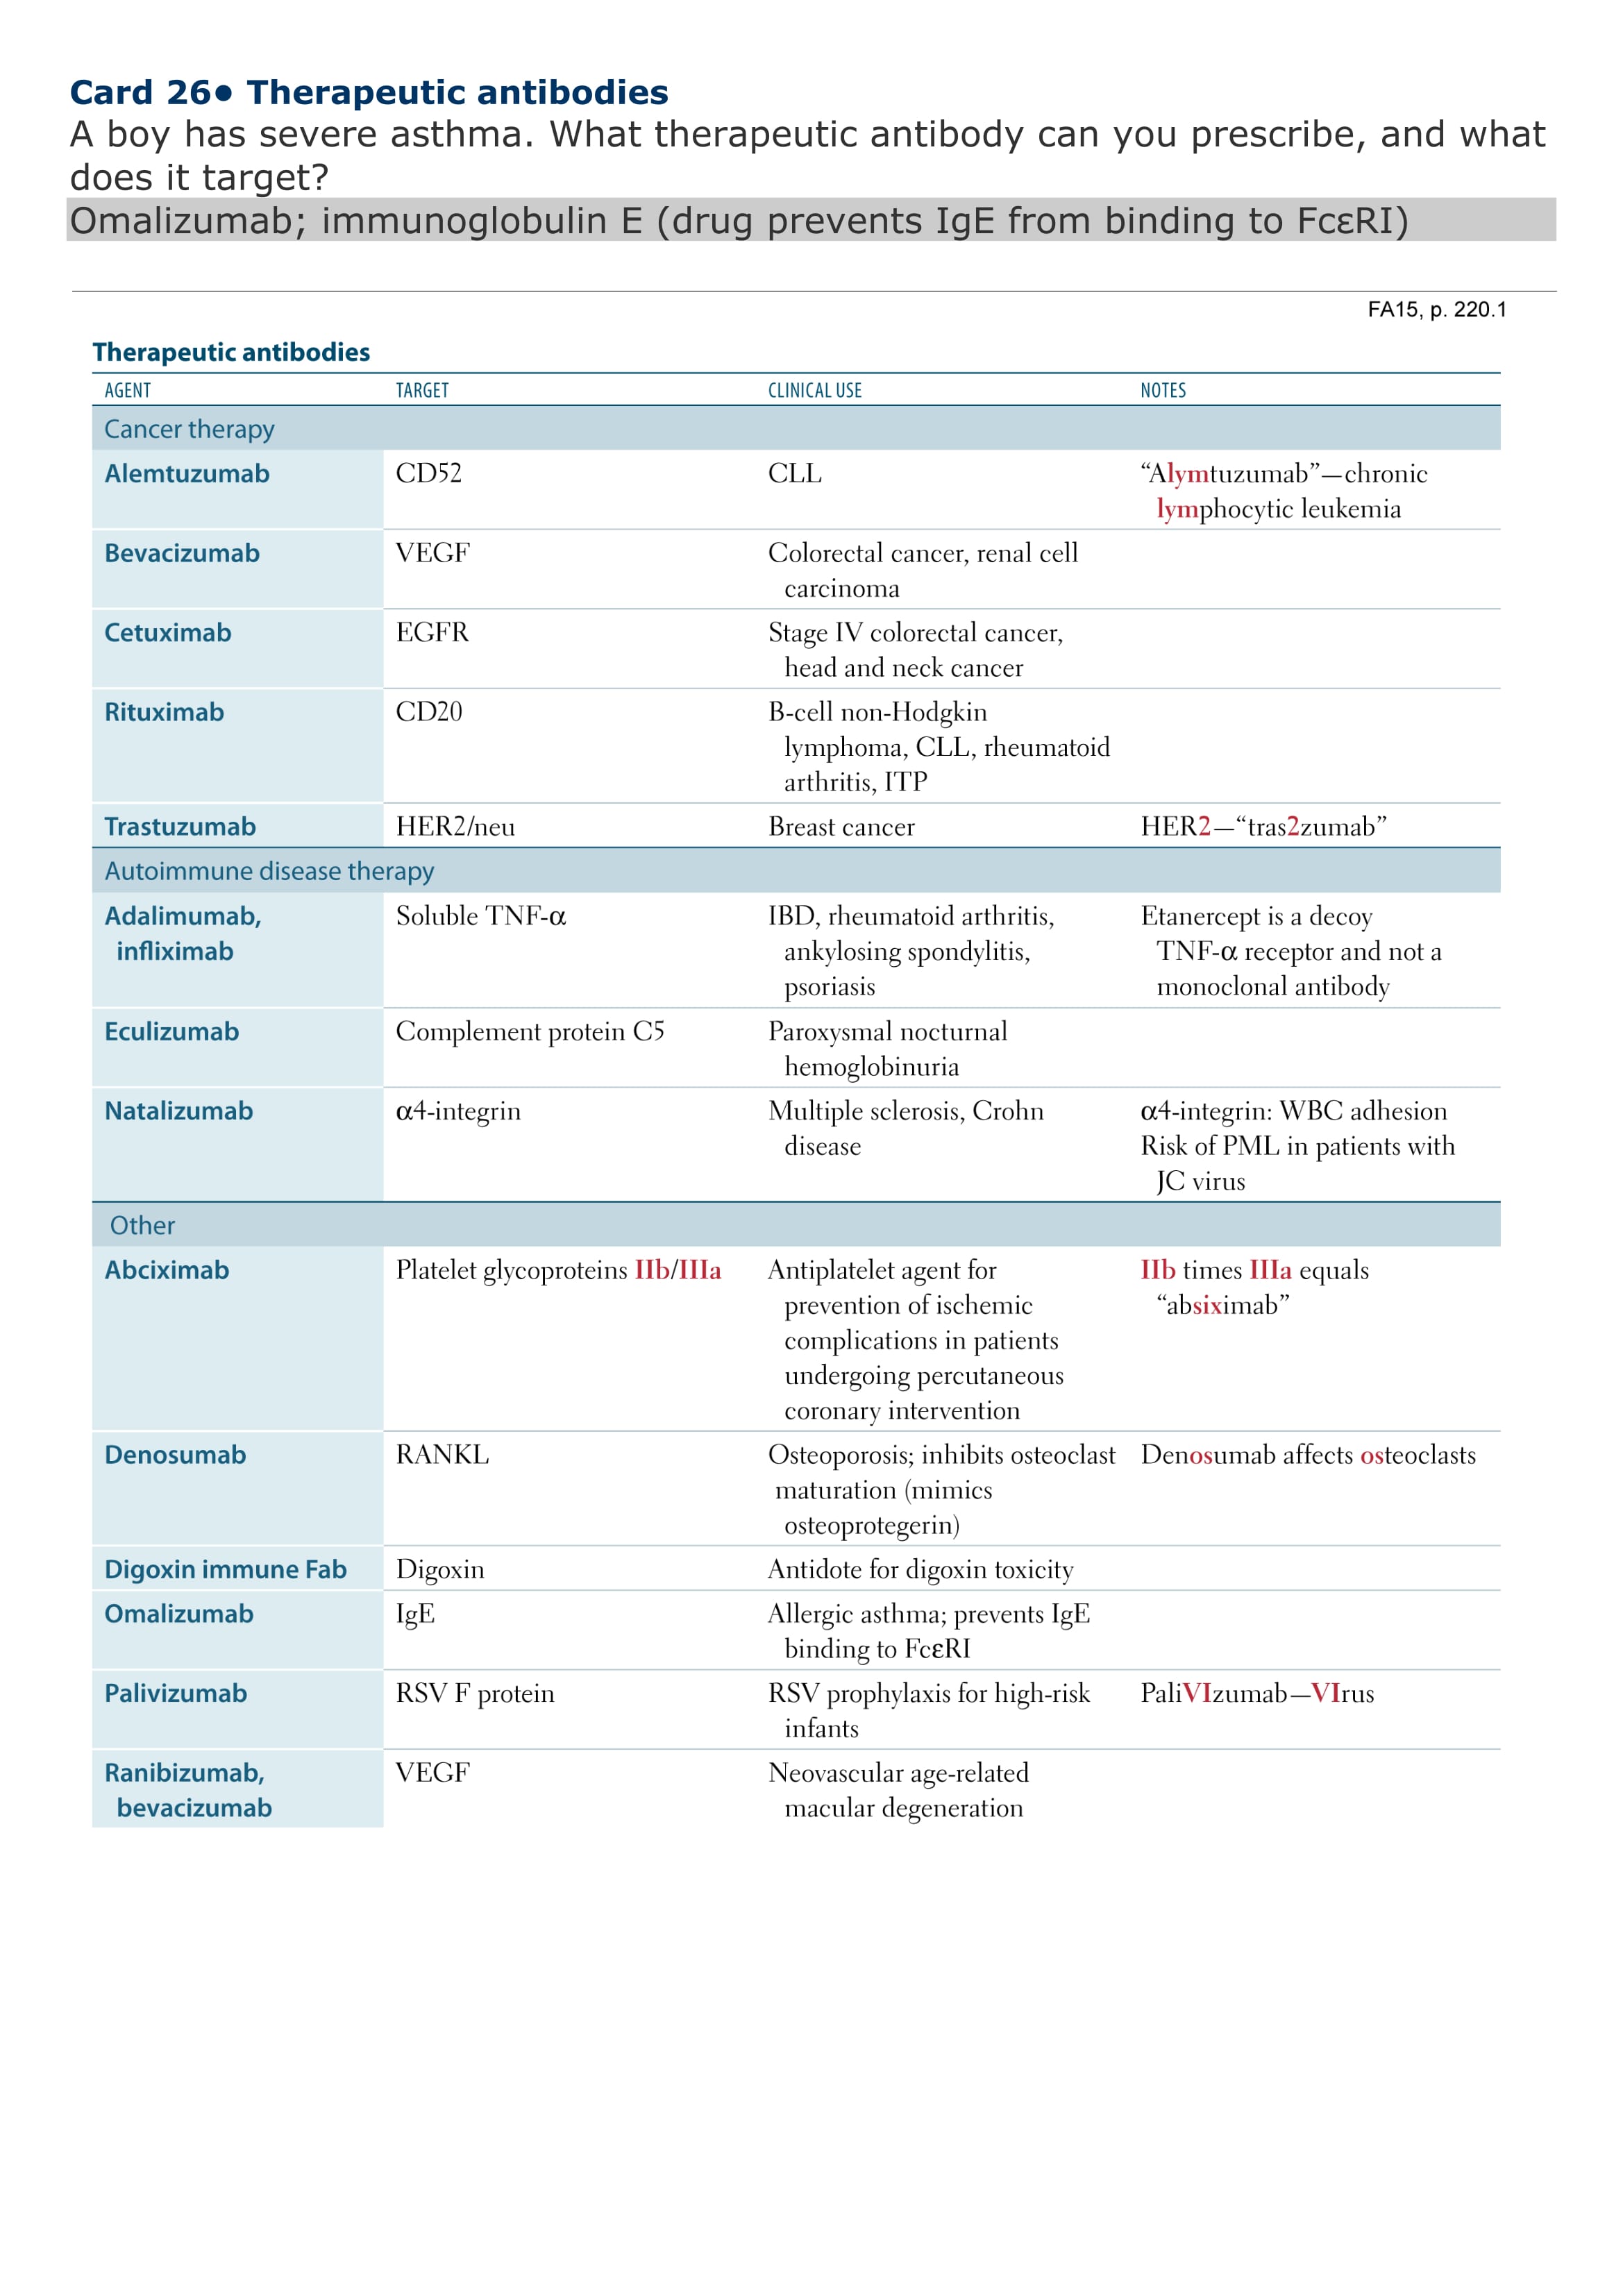 Card 26● Therapeutic antibodies
A boy has severe asthma. What therapeutic antibody can you prescribe, and what
does it target?
Omalizumab; immunoglobulin E (drug prevents IgE from binding to FcεRI)
FA15, p. 220.1
Therapeutic antibodies
AGENT TARGET CLINICAL USE NOTES
Cancer therapy
Alemtuzumab CD52 CLL “Alymtuzumab”—chronic
lymphocytic leukemia
Bevacizumab VEGF Colorectal cancer, renal cell
carcinoma
Cetuximab EGFR Stage IV colorectal cancer,
head and neck cancer
Rituximab CD20 B-cell non-Hodgkin
lymphoma, CLL, rheumatoid
arthritis, ITP
Trastuzumab HER2/neu Breast cancer HER2—“tras2zumab”
Autoimmune disease therapy
Adalimumab, Soluble TNF-α IBD, rheumatoid arthritis, Etanercept is a decoy
infliximab ankylosing spondylitis, TNF-α receptor and not a
psoriasis monoclonal antibody
Eculizumab Complement protein C5 Paroxysmal nocturnal
hemoglobinuria
Natalizumab α4-integrin Multiple sclerosis, Crohn α4-integrin: WBC adhesion
disease Risk of PML in patients with
JC virus
Other
Abciximab Platelet glycoproteins IIb/IIIa Antiplatelet agent for IIb times IIIa equals
prevention of ischemic “absiximab”
complications in patients
undergoing percutaneous
coronary intervention
Denosumab RANKL Osteoporosis; inhibits osteoclast Denosumab affects osteoclasts
maturation (mimics
osteoprotegerin)
Digoxin immune Fab Digoxin Antidote for digoxin toxicity
Omalizumab IgE Allergic asthma; prevents IgE
binding to FcεRI
Palivizumab RSV F protein RSV prophylaxis for high-risk PaliVIzumab—VIrus
infants
Ranibizumab, VEGF Neovascular age-related
bevacizumab macular degeneration